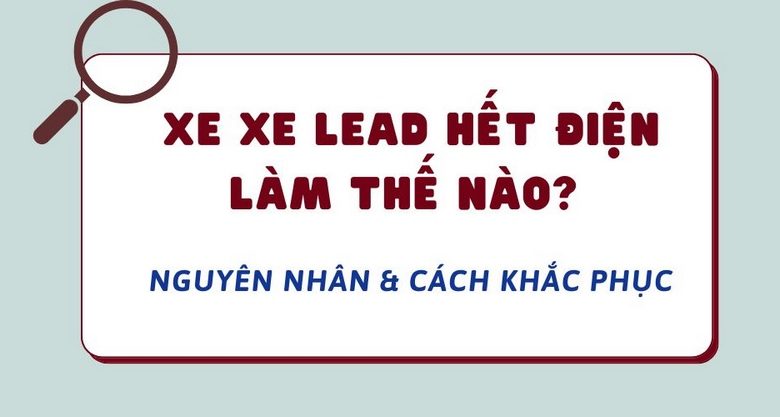 XE XE LEAD HẾT ĐIỆN
LÀM THẾ NÀO?
NGUYÊN NHÂN & CÁCH KHẮC PHỤC